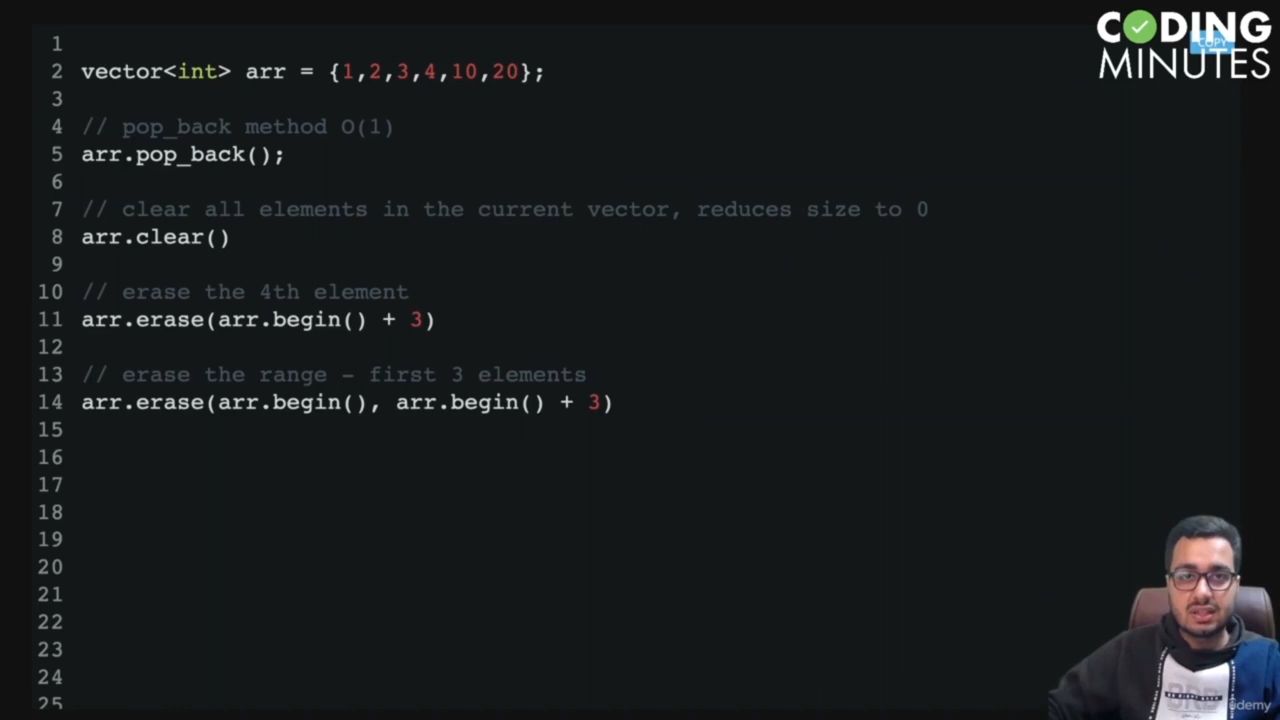 CODING
MINUTES
COPY
1
2 vector<int> arr = {1,2,3,4,10,20};
3
4 // pop_back method O(1)
5 arr.pop_back();
6
7 // clear all elements in the current vector, reduces size to 0
8 arr.clear()
9
10 // erase the 4th element
11 arr.erase(arr.begin() + 3)
12
13 // erase the range - first 3 elements
14 arr.erase(arr.begin(), arr.begin() + 3)
15
16
17
18
19
20
21
22
23
24
25
BRB
udemy